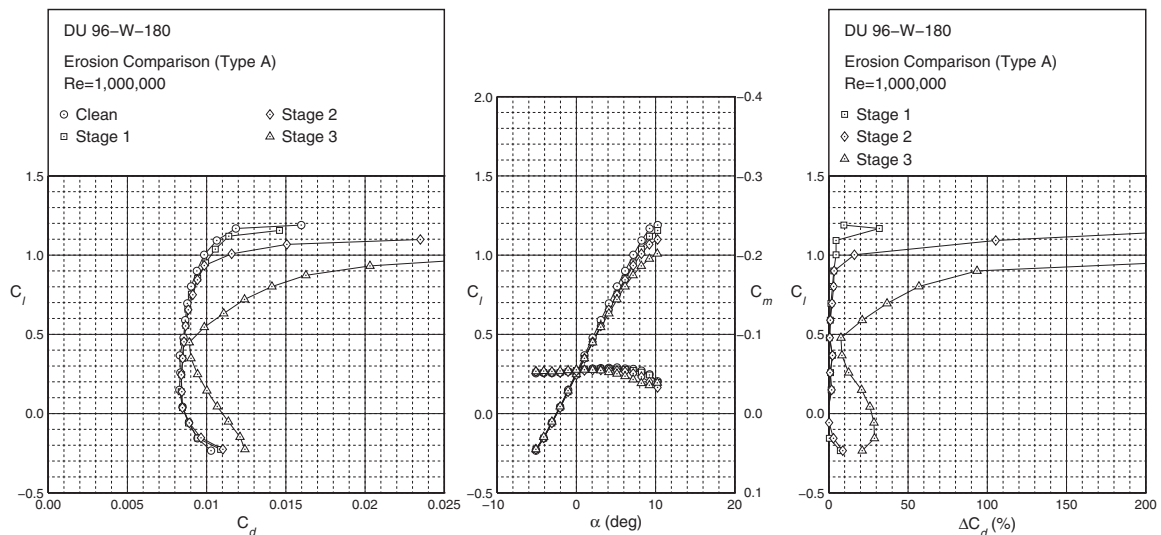 DU 96−W−180
Erosion Comparison (Type A)
Re=1,000,000
Clean
Stage 1
Stage 2
Stage 3
1.5
1.0
0.5
0.0
−0.5
C_l
0.00
0.005
0.010
0.015
0.020
0.025
C_d
2.0
1.5
1.0
0.5
0.0
−0.5
C_l
−10
0
10
20
α (deg)
−0.4
−0.3
−0.2
−0.1
0.0
0.1
C_m
DU 96−W−180
Erosion Comparison (Type A)
Re=1,000,000
Stage 1
Stage 2
Stage 3
1.5
1.0
0.5
0.0
−0.5
C_l
0
50
100
150
200
ΔC_d (%)